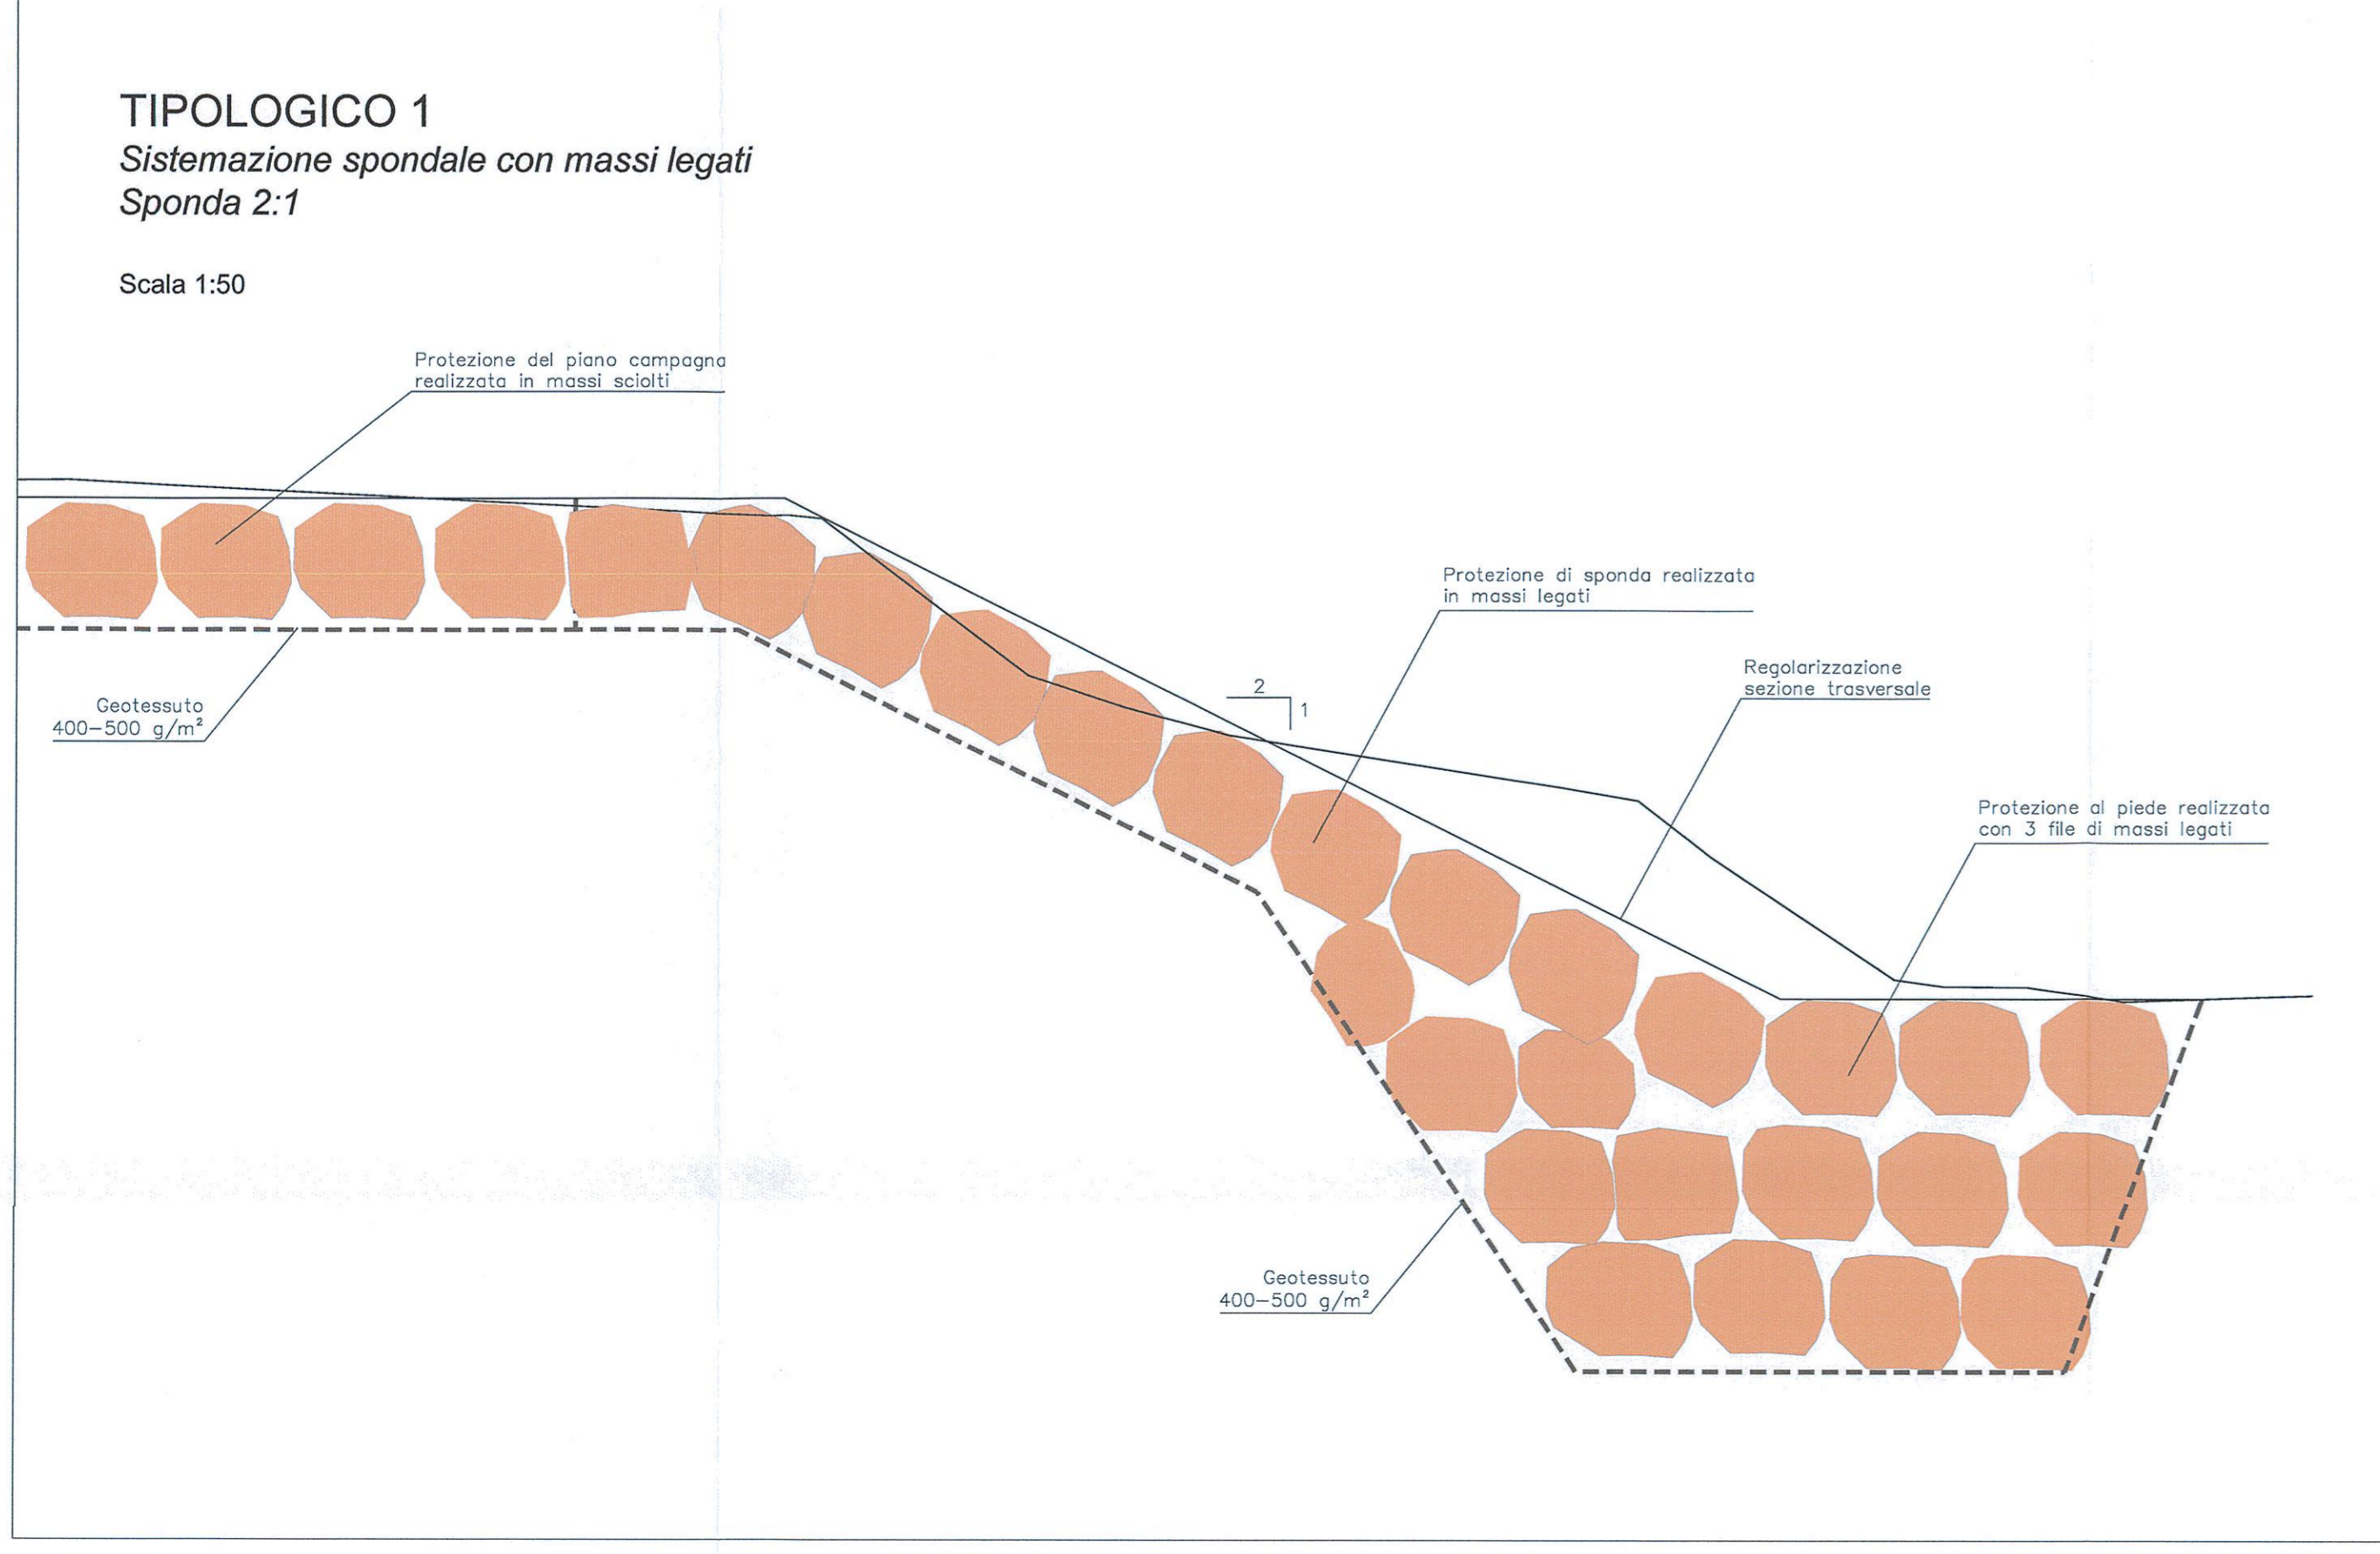 TIPOLOGICO 1
Sistemazione spondale con massi legati
Sponda 2:1
Scala 1:50
Protezione del piano campagna
realizzata in massi sciolti
Protezione di sponda realizzata
in massi legati
Regolarizzazione
sezione trasversale
2
1
Geotessuto
400-500 g/m²
Protezione al piede realizzata
con 3 file di massi legati
Geotessuto
400-500 g/m²